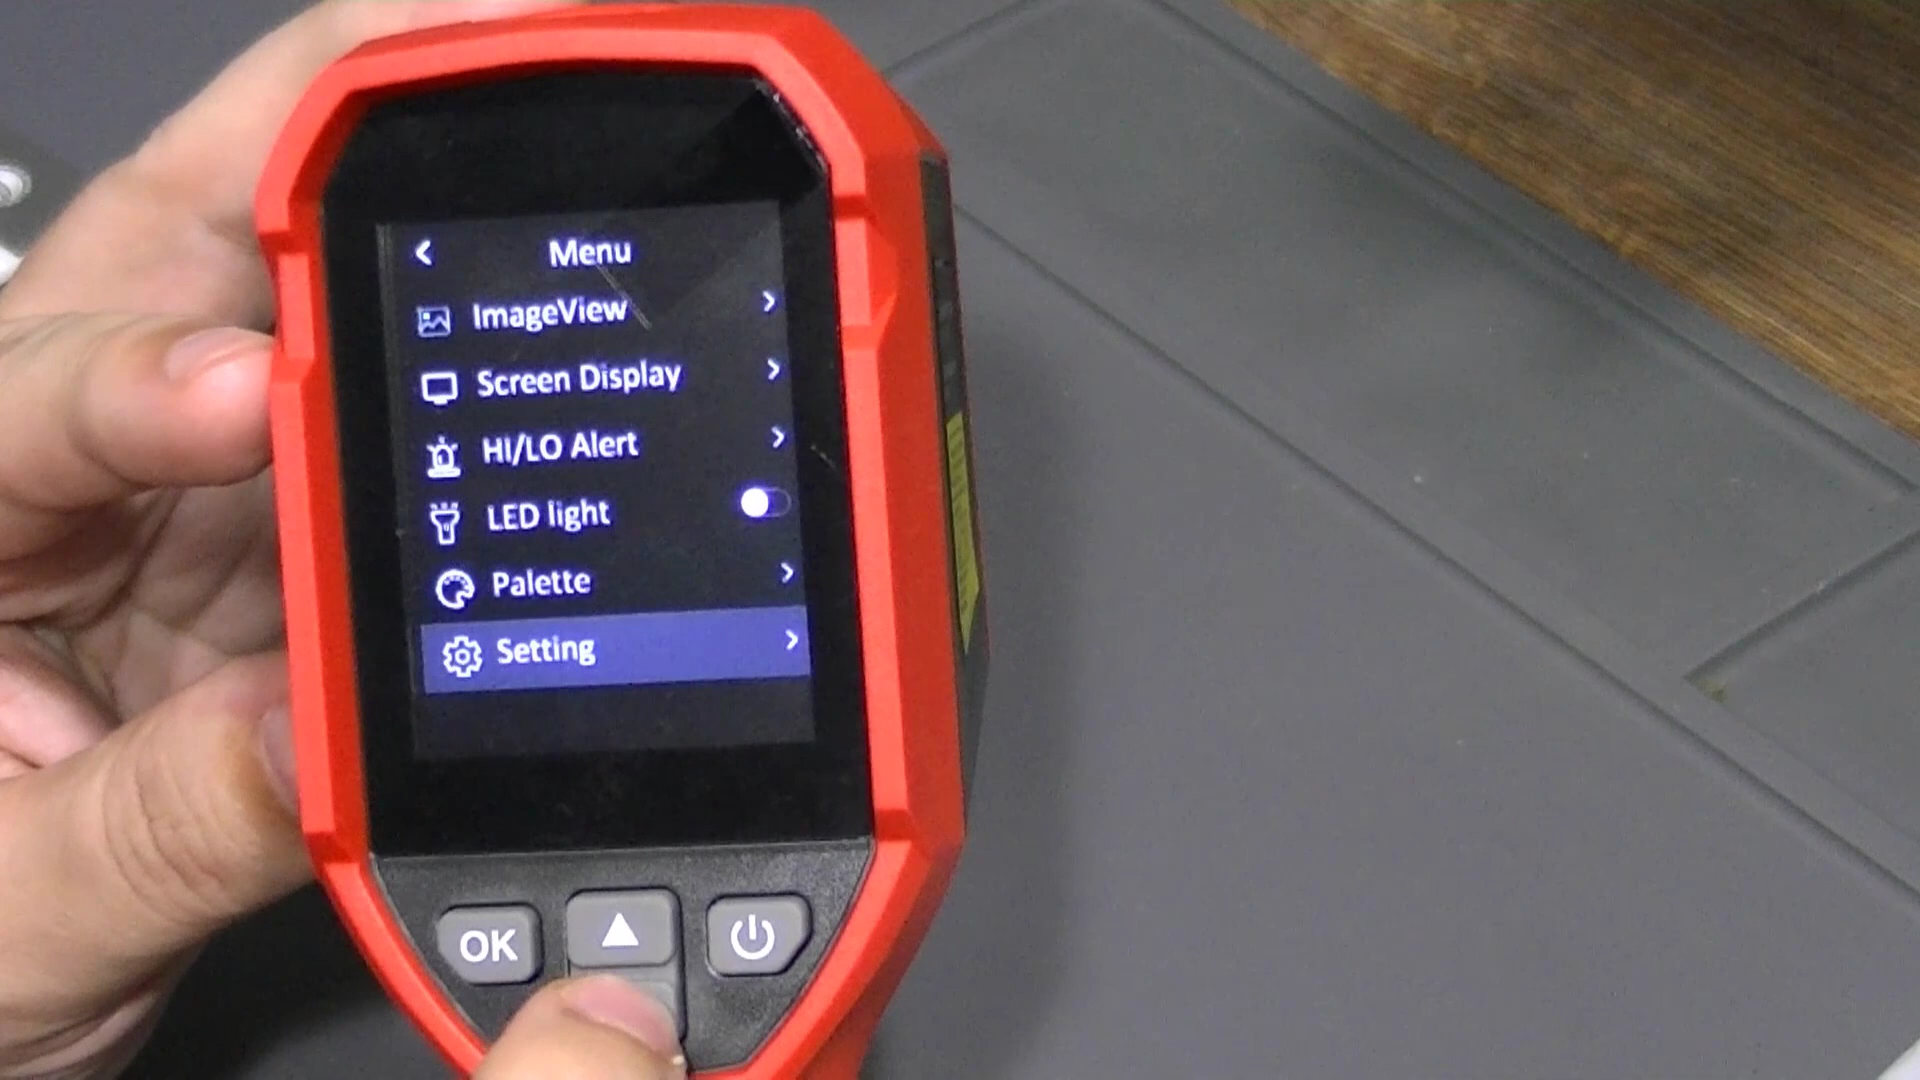 Menu
ImageView
Screen Display
HI/LO Alert
LED light
Palette
Setting
OK